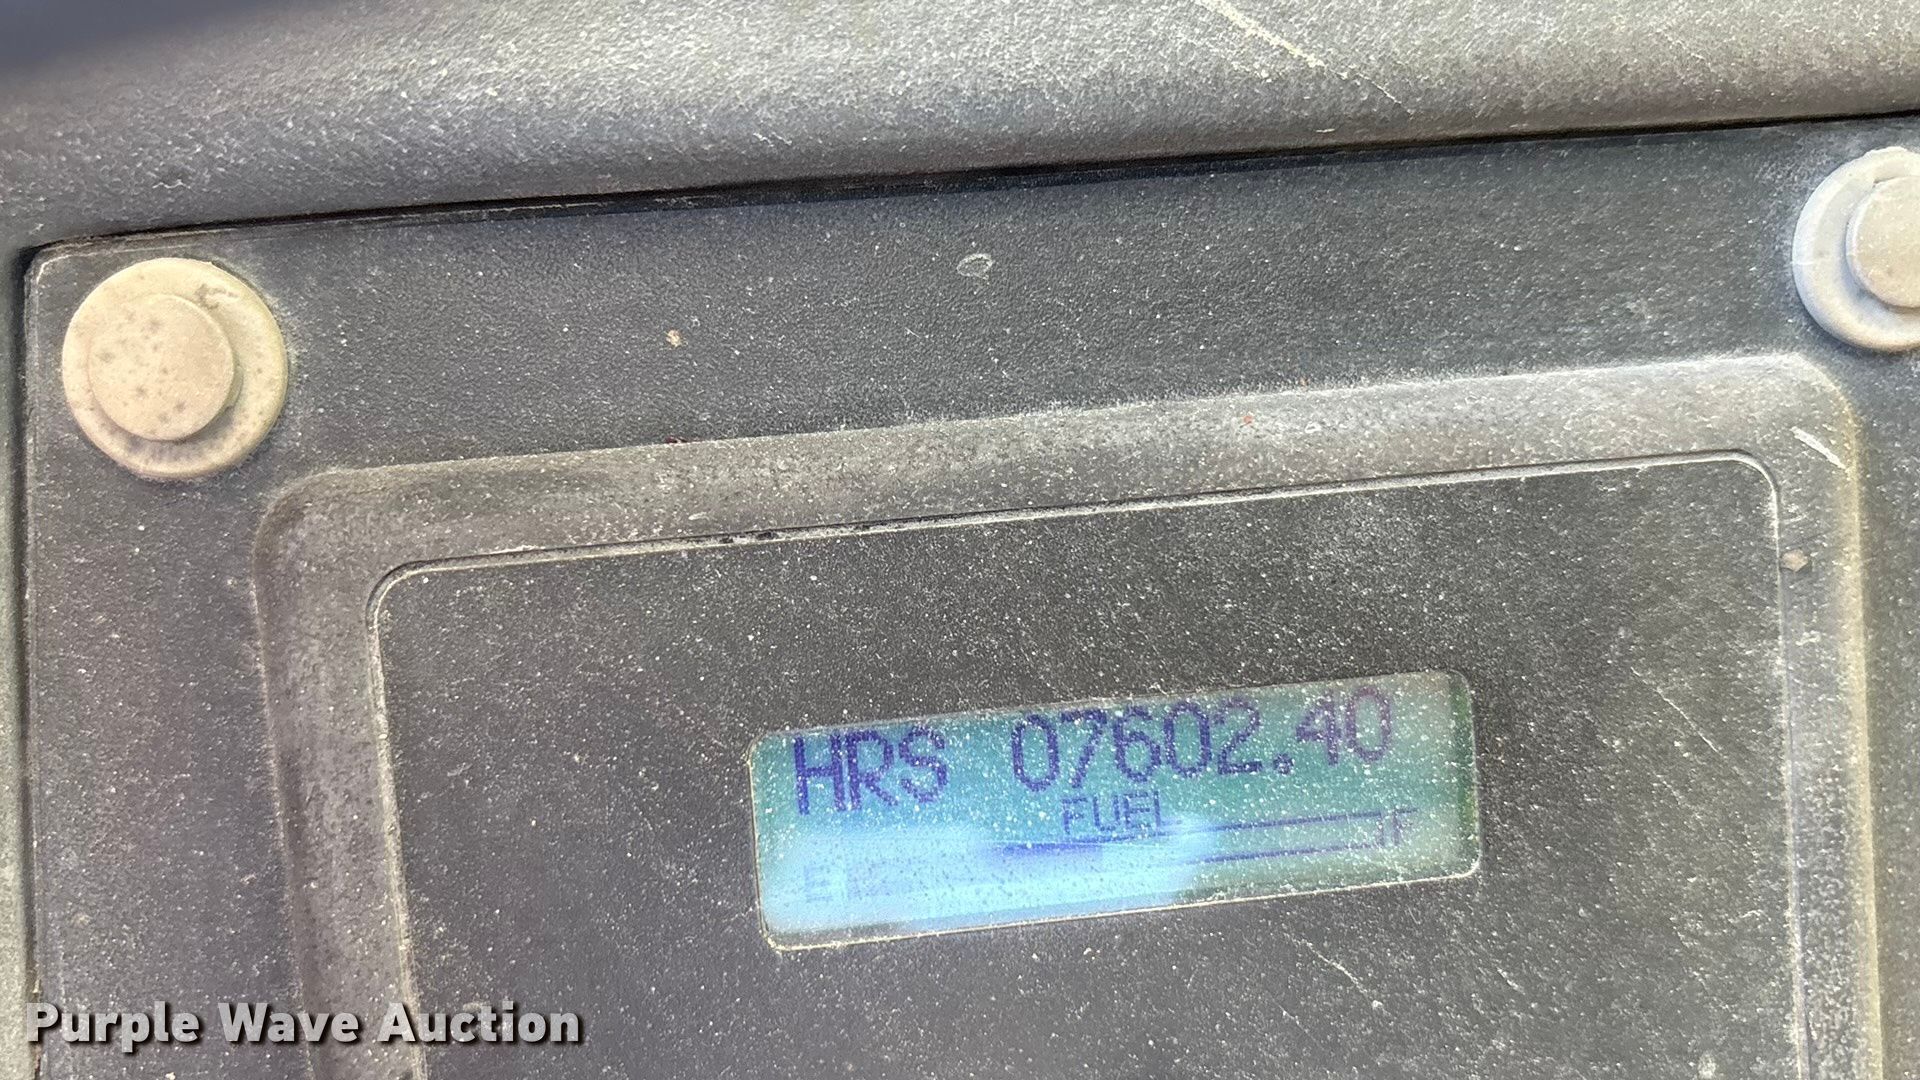 HRS 07602.40
FUEL
E F
Purple Wave Auction